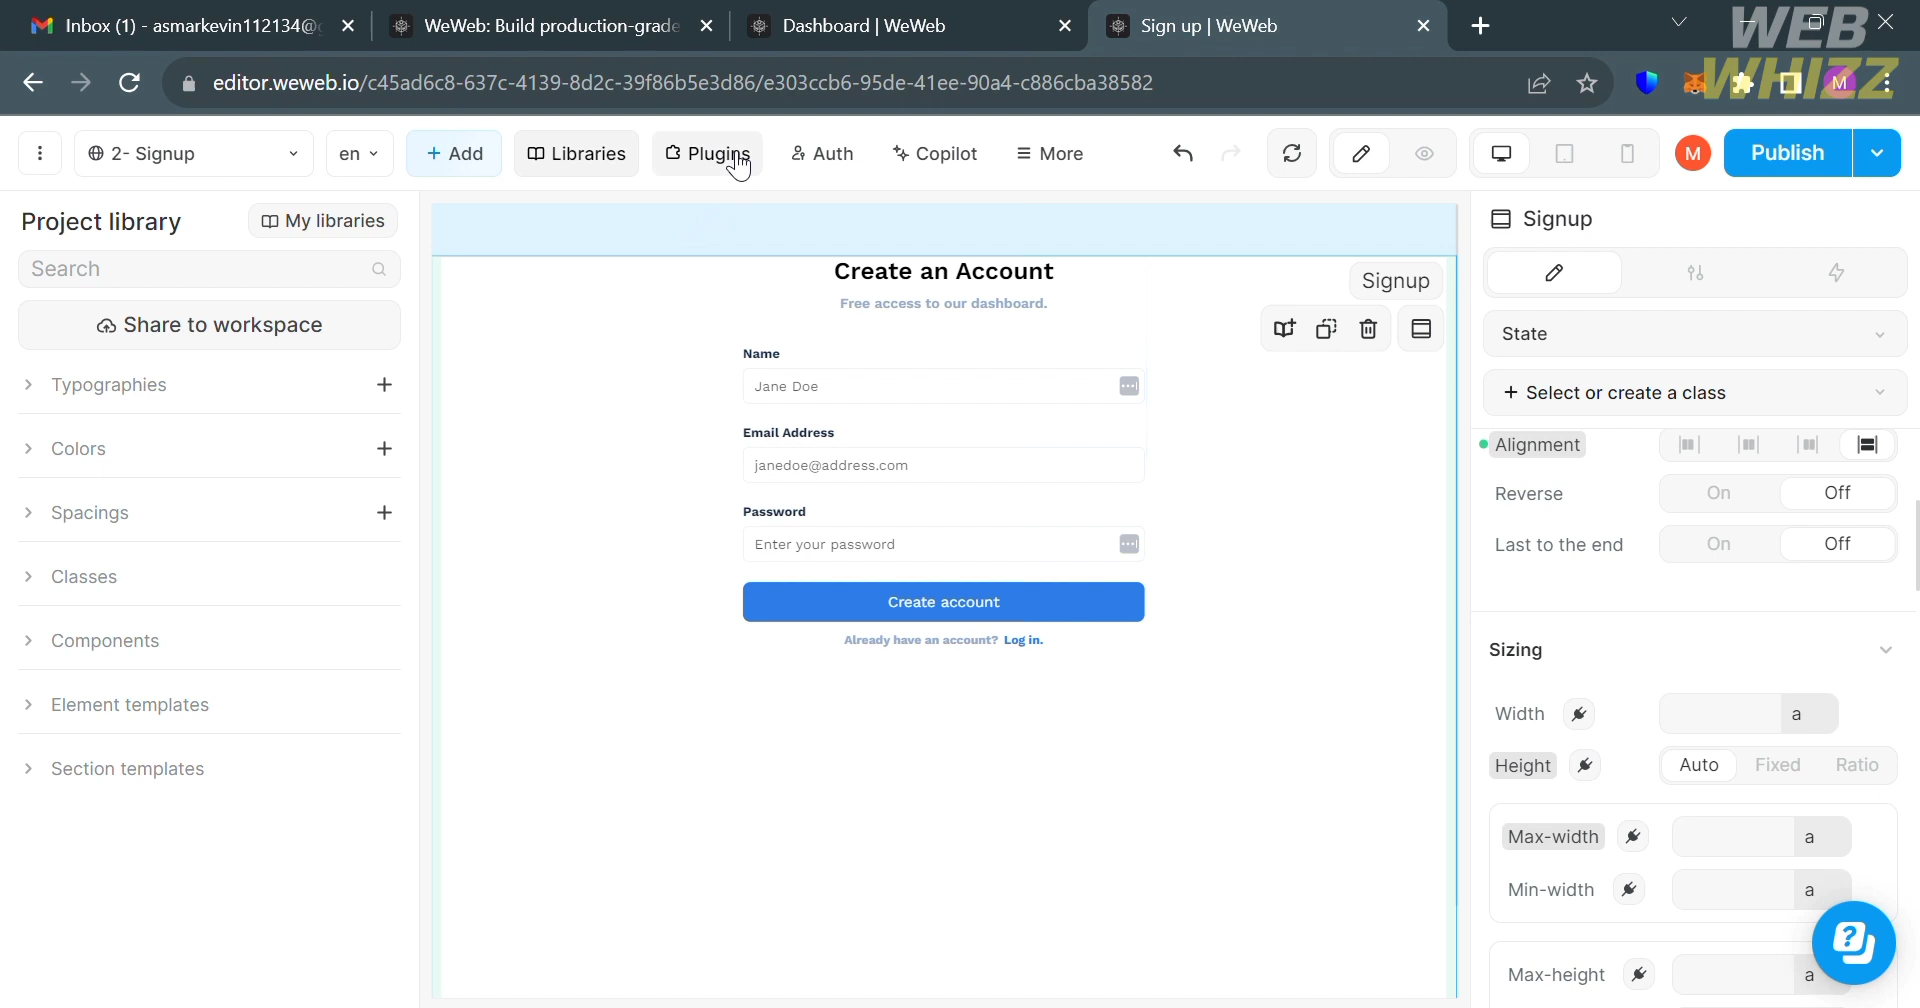 Inbox (1) - asmarkevin112134@g
WeWeb: Build production-grade
Dashboard | WeWeb
Sign up | WeWeb
WEB
WHIZZ
editor.weweb.io/c45ad6c8-637c-4139-8d2c-39f86b5e3d86/e303ccb6-95de-41ee-90a4-c886cba38582
M
2- Signup
en
+ Add
Libraries
Plugins
Auth
Copilot
More
M
Publish
Project library
My libraries
Search
Share to workspace
Typographies
Colors
Spacings
Classes
Components
Element templates
Section templates
Create an Account
Free access to our dashboard.
Signup
Name
Jane Doe
Email Address
janedoe@address.com
Password
Enter your password
Create account
Already have an account? Log in.
Signup
State
+ Select or create a class
Alignment
Reverse On Off
Last to the end On Off
Sizing
Width a
Height Auto Fixed Ratio
Max-width a
Min-width a
Max-height a